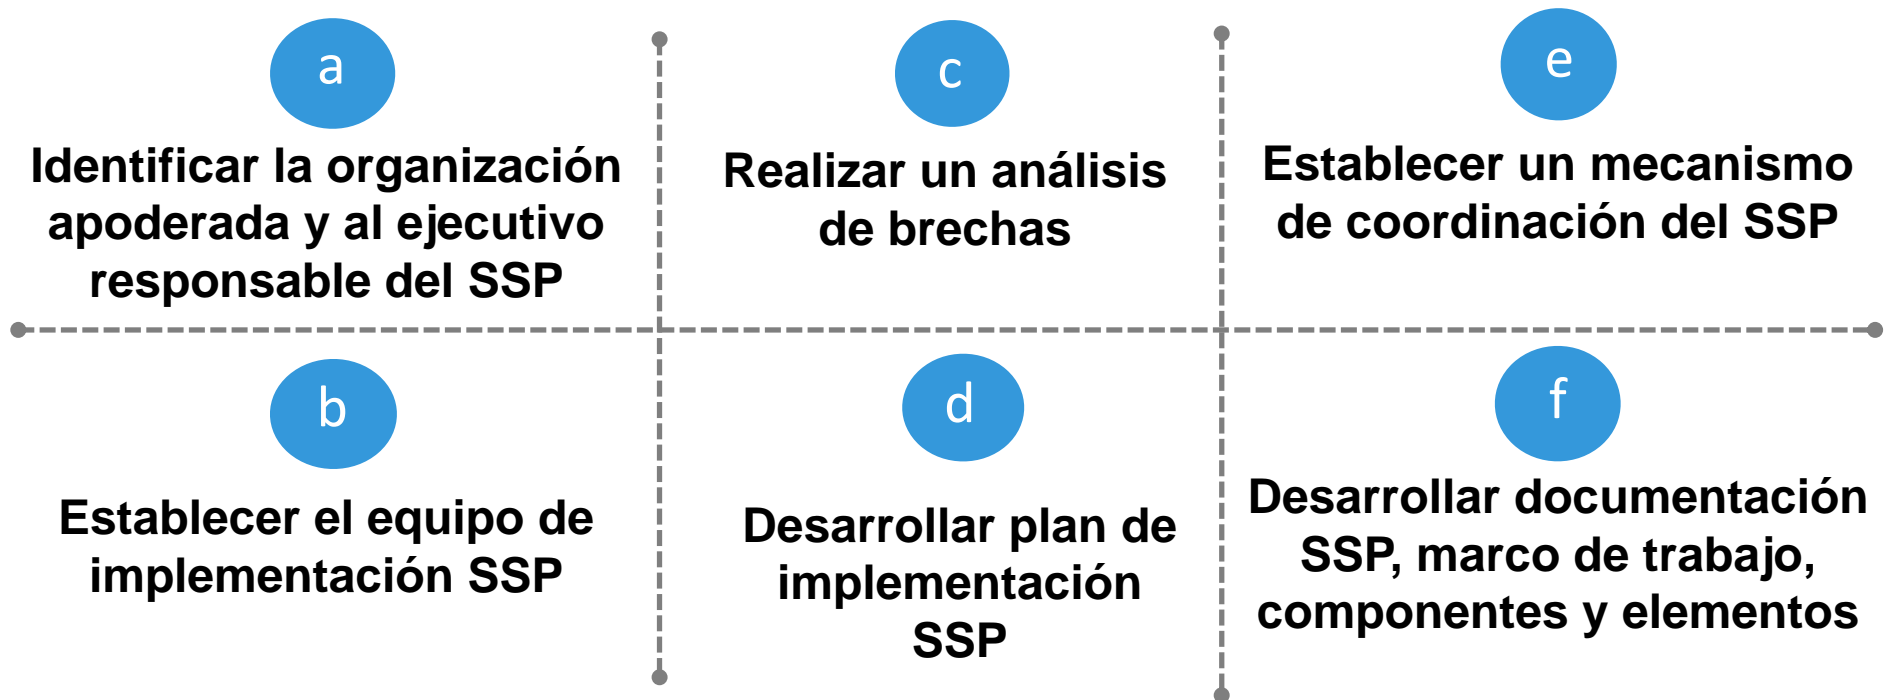 a
Identificar la organización
apoderada y al ejecutivo
responsable del SSP
b
Establecer el equipo de
implementación SSP
c
Realizar un análisis
de brechas
d
Desarrollar plan de
implementación
SSP
e
Establecer un mecanismo
de coordinación del SSP
f
Desarrollar documentación
SSP, marco de trabajo,
componentes y elementos